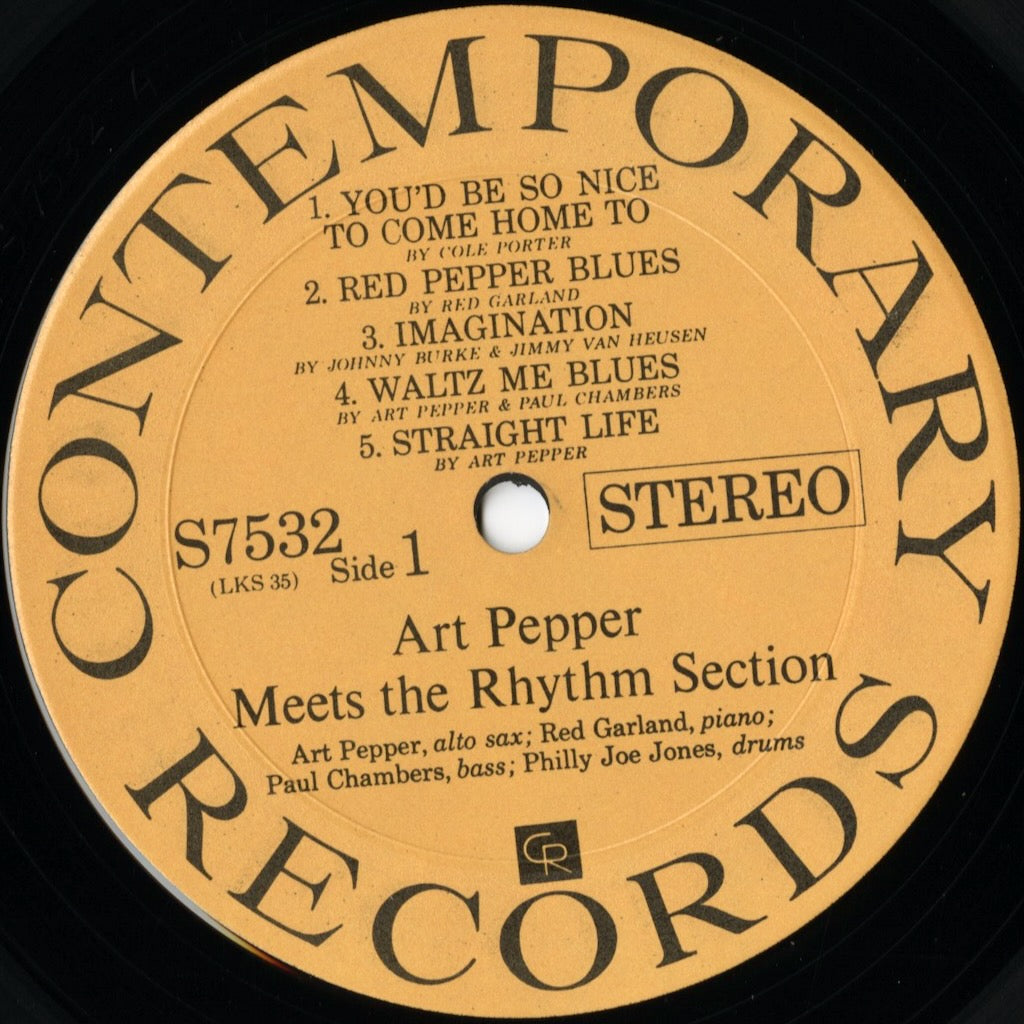 CONTEMPORARY
1. YOU'D BE SO NICE
TO COME HOME TO
BY COLE PORTER
2. RED PEPPER BLUES
BY RED GARLAND
3. IMAGINATION
BY JOHNNY BURKE & JIMMY VAN HEUSEN
4. WALTZ ME BLUES
BY ART PEPPER & PAUL CHAMBERS
5. STRAIGHT LIFE
BY ART PEPPER
STEREO
S7532
(LKS 35) Side 1
Art Pepper
Meets the Rhythm Section
Art Pepper, alto sax; Red Garland, piano;
Paul Chambers, bass; Philly Joe Jones, drums
CR
RECORDS